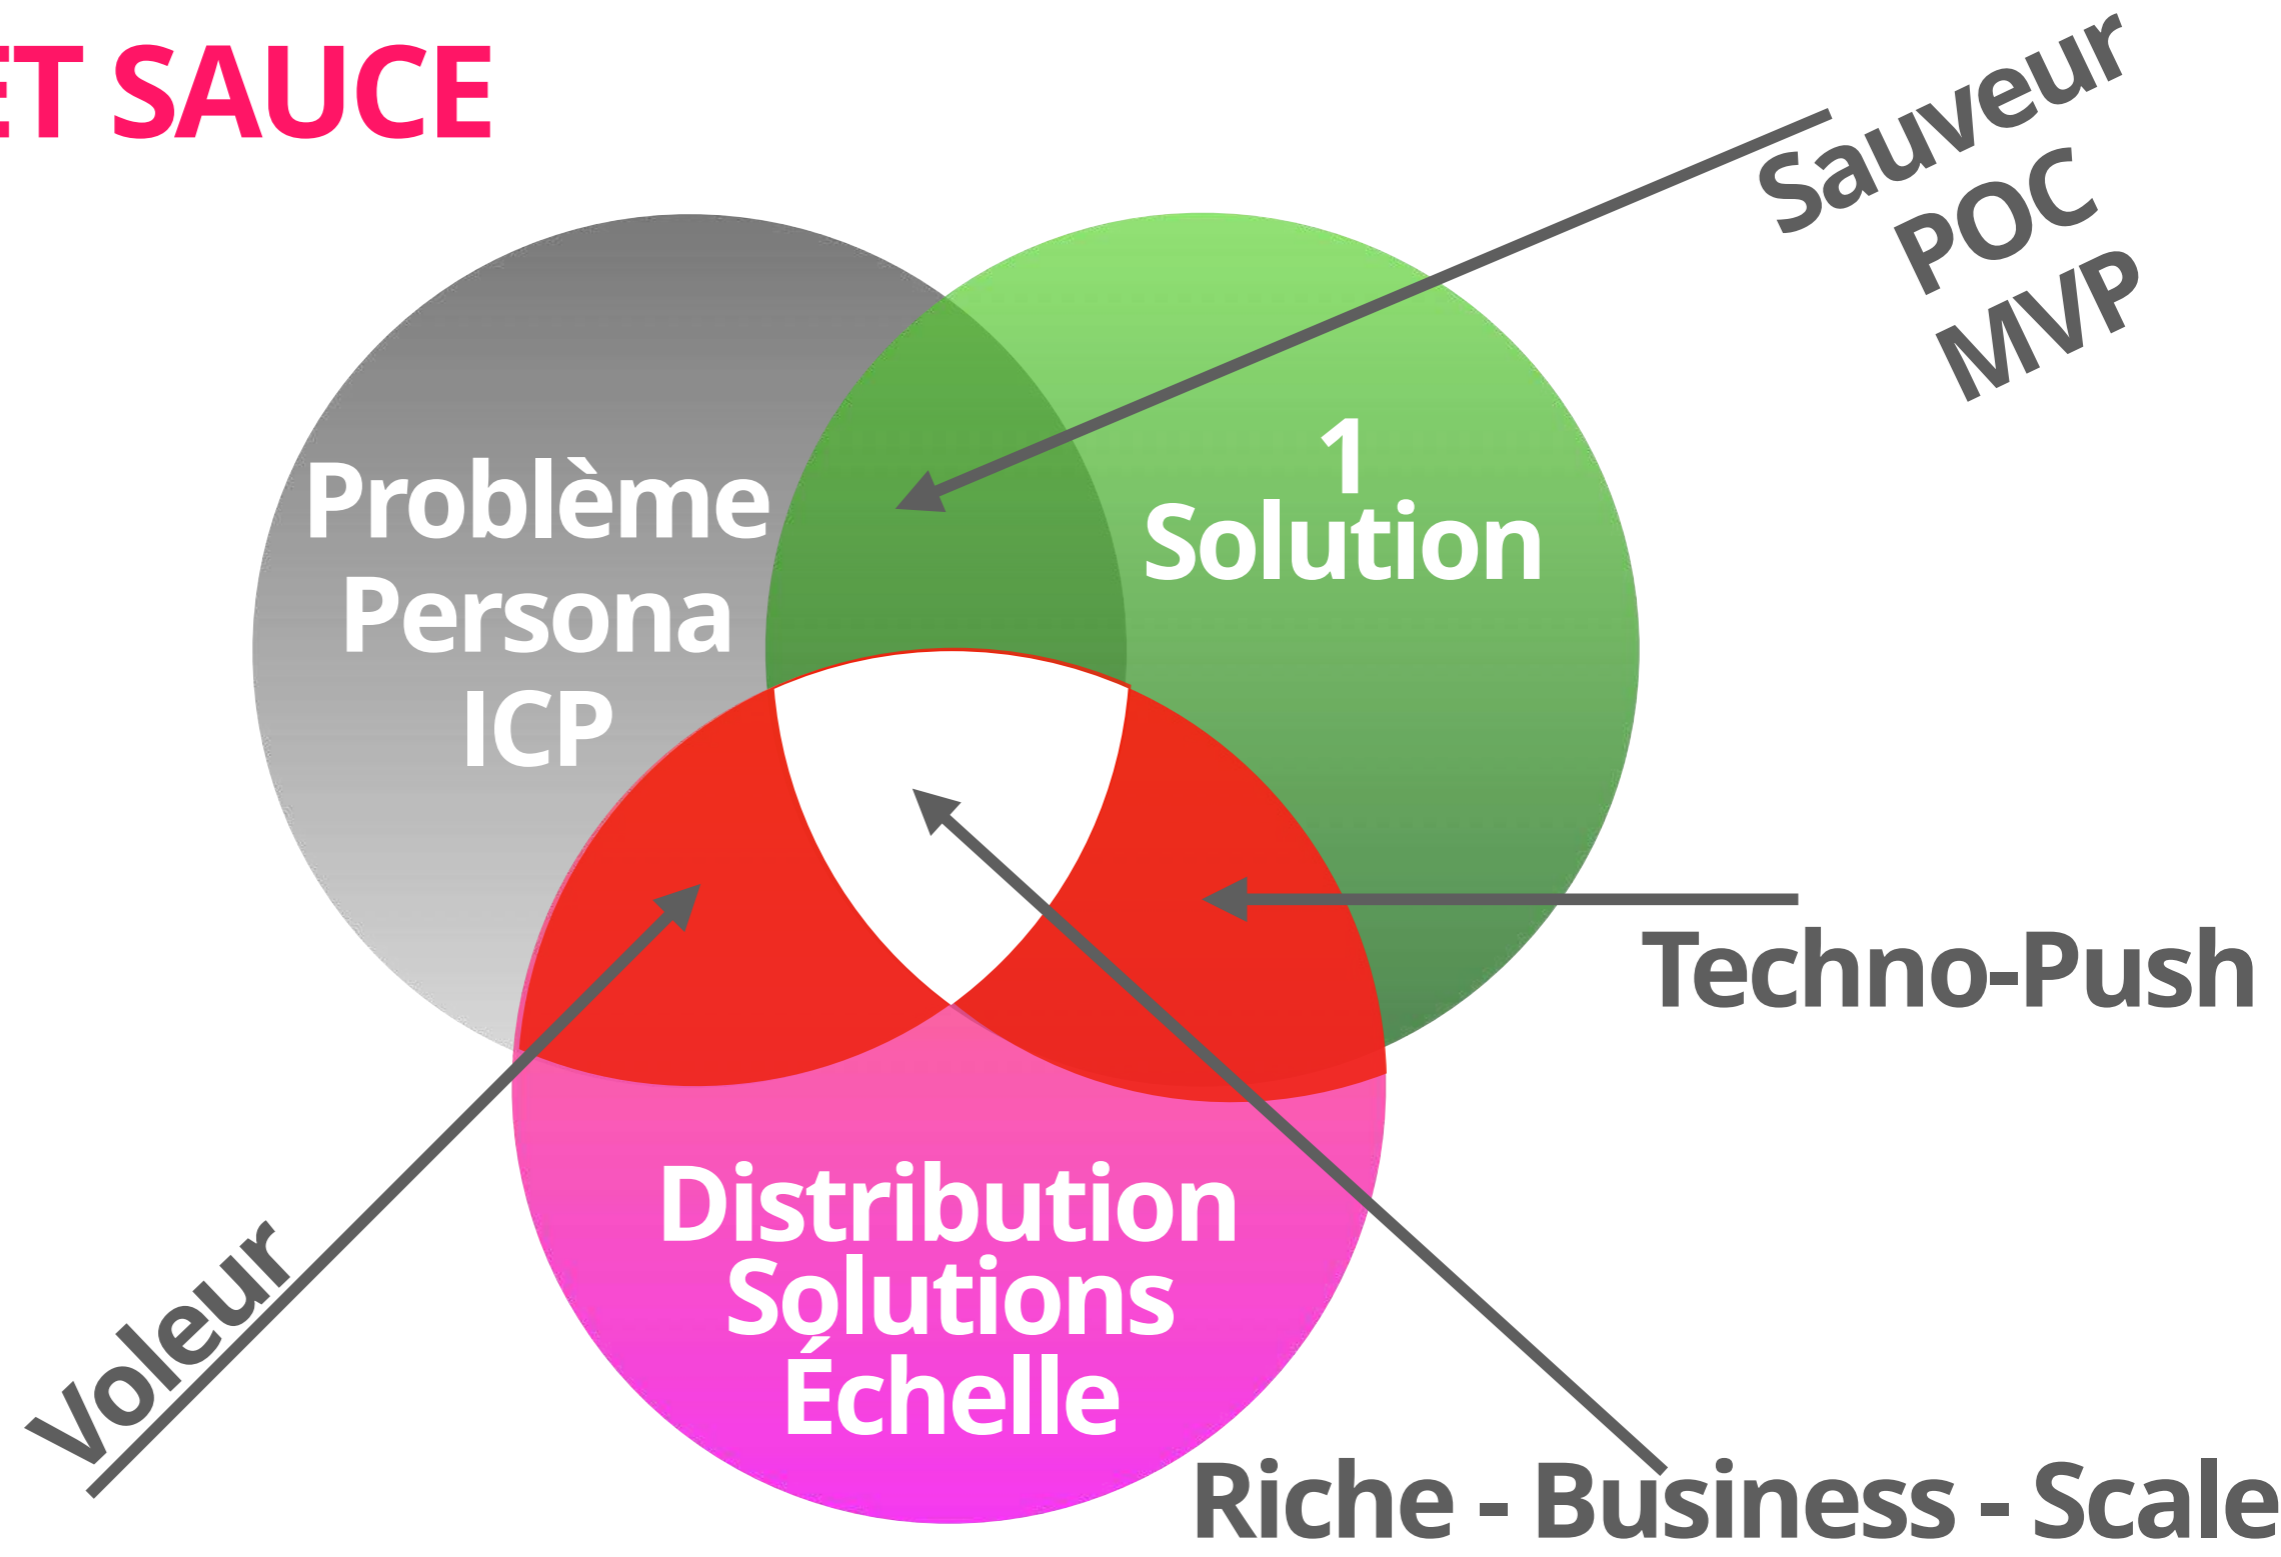 ET SAUCE
Sauveur
POC
MVP
Problème
Persona
ICP
1
Solution
Techno-Push
Distribution
Solutions
Échelle
Voleur
Riche - Business - Scale